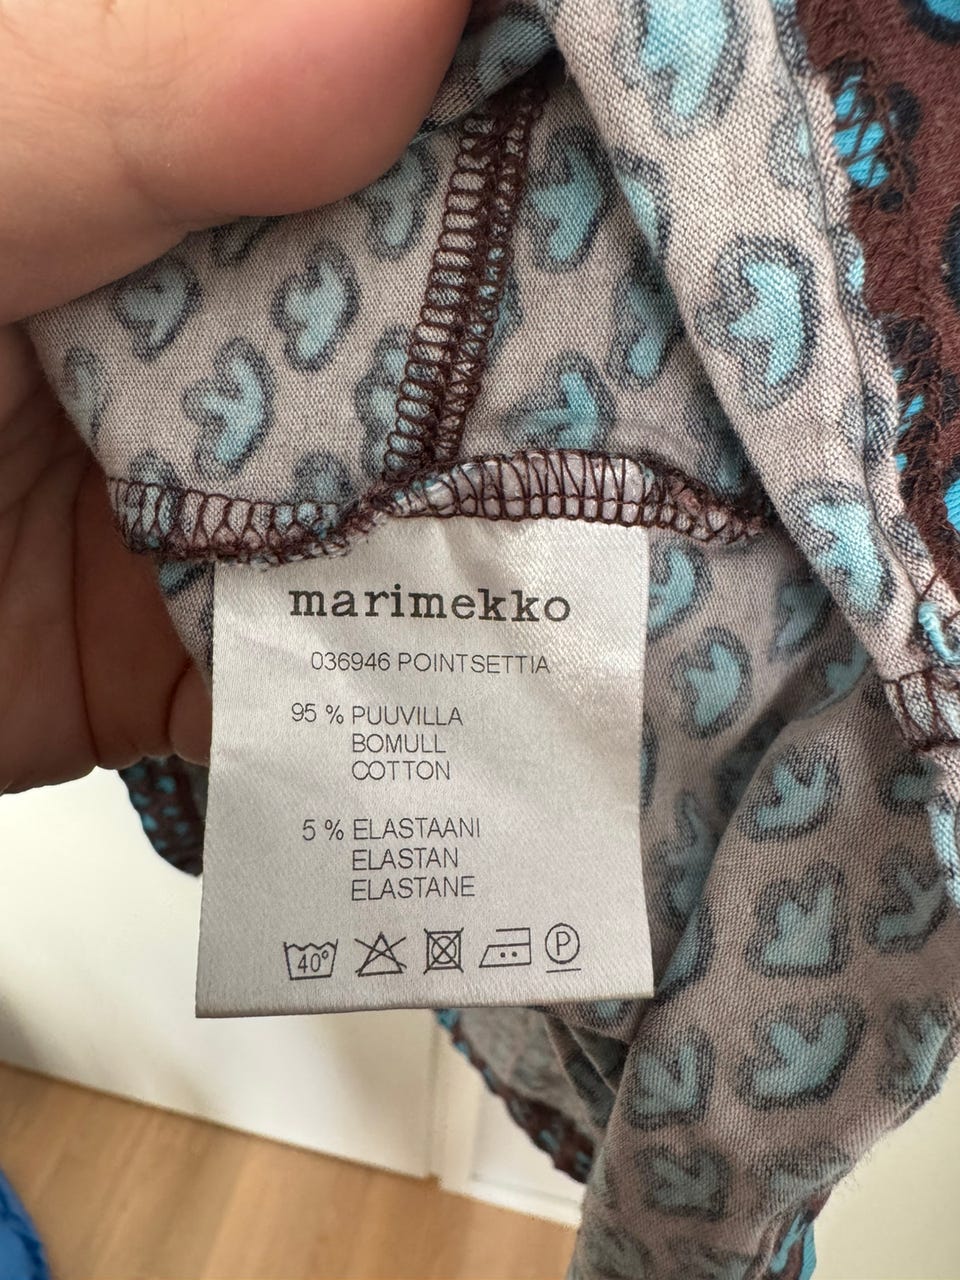 marimekko
036946 POINTSETTIA
95 % PUUVILLA
BOMULL
COTTON
5 % ELASTAANI
ELASTAN
ELASTANE
40° P